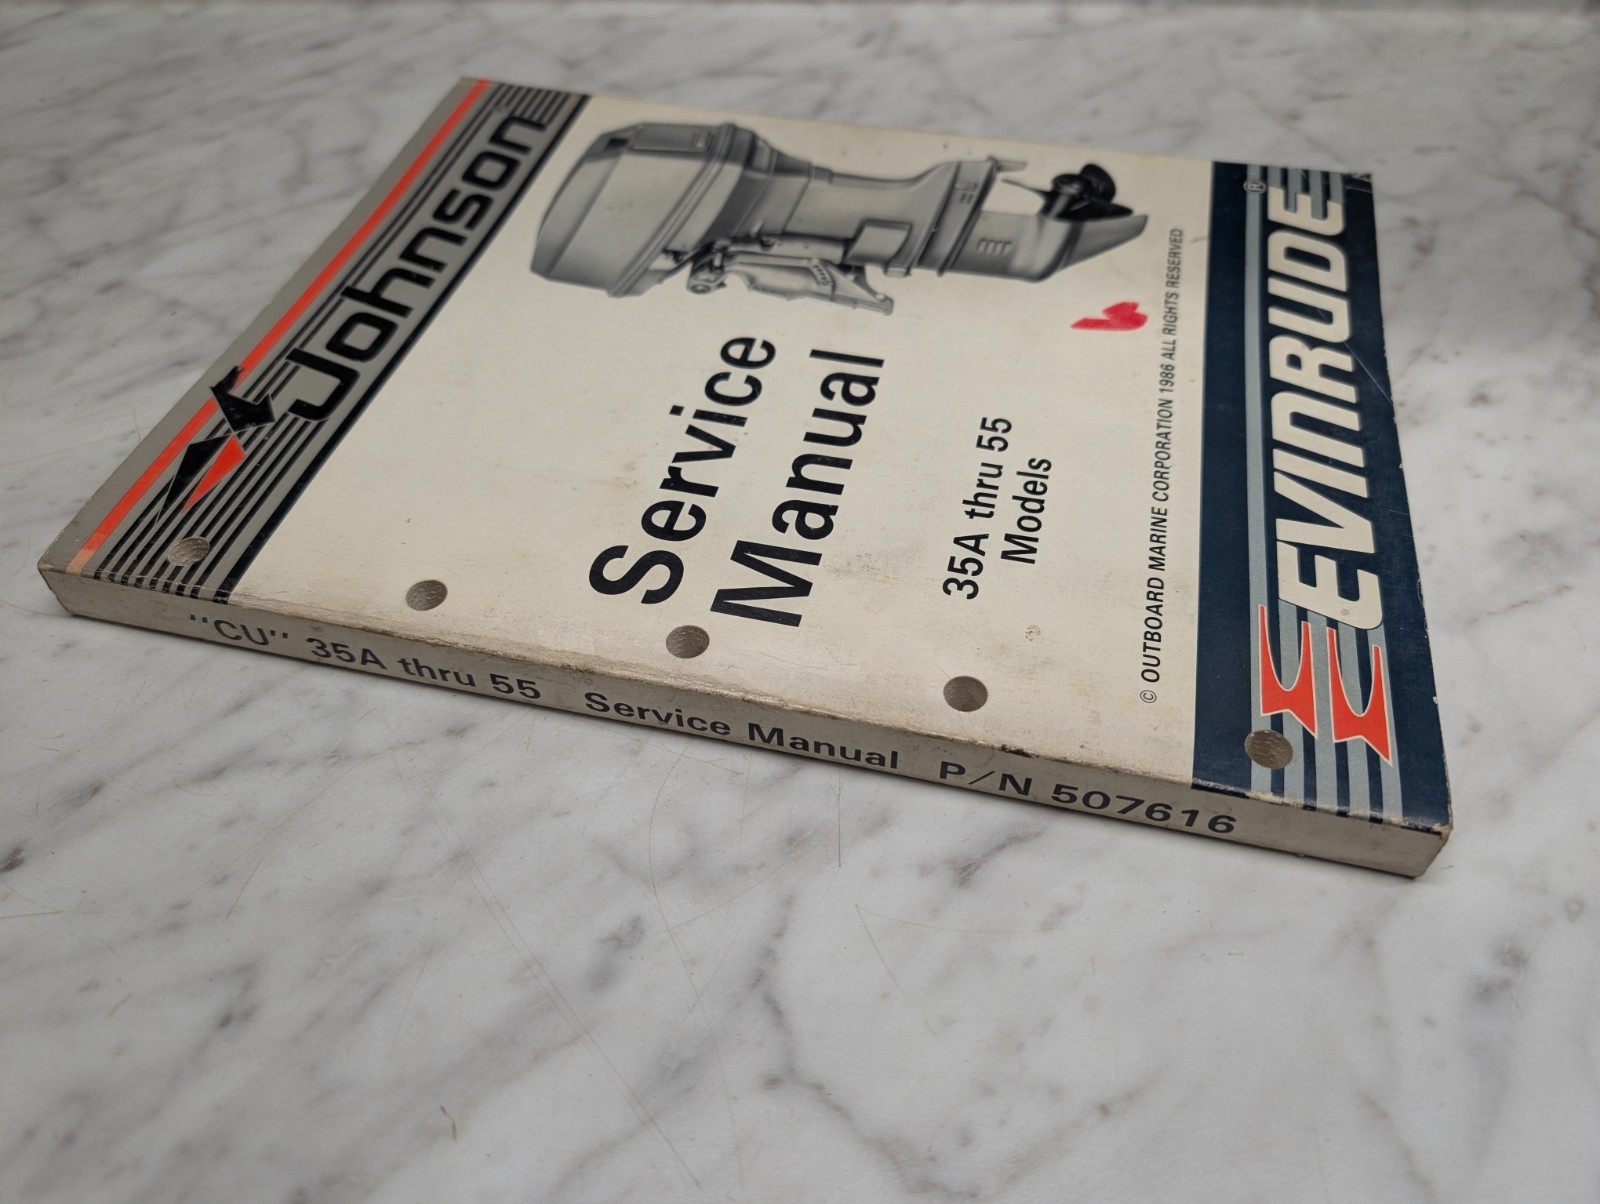 Johnson
Service
Manual
35A thru 55
Models
© OUTBOARD MARINE CORPORATION 1986 ALL RIGHTS RESERVED
EVINRUDE®
"CU" 35A thru 55 Service Manual P/N 507616